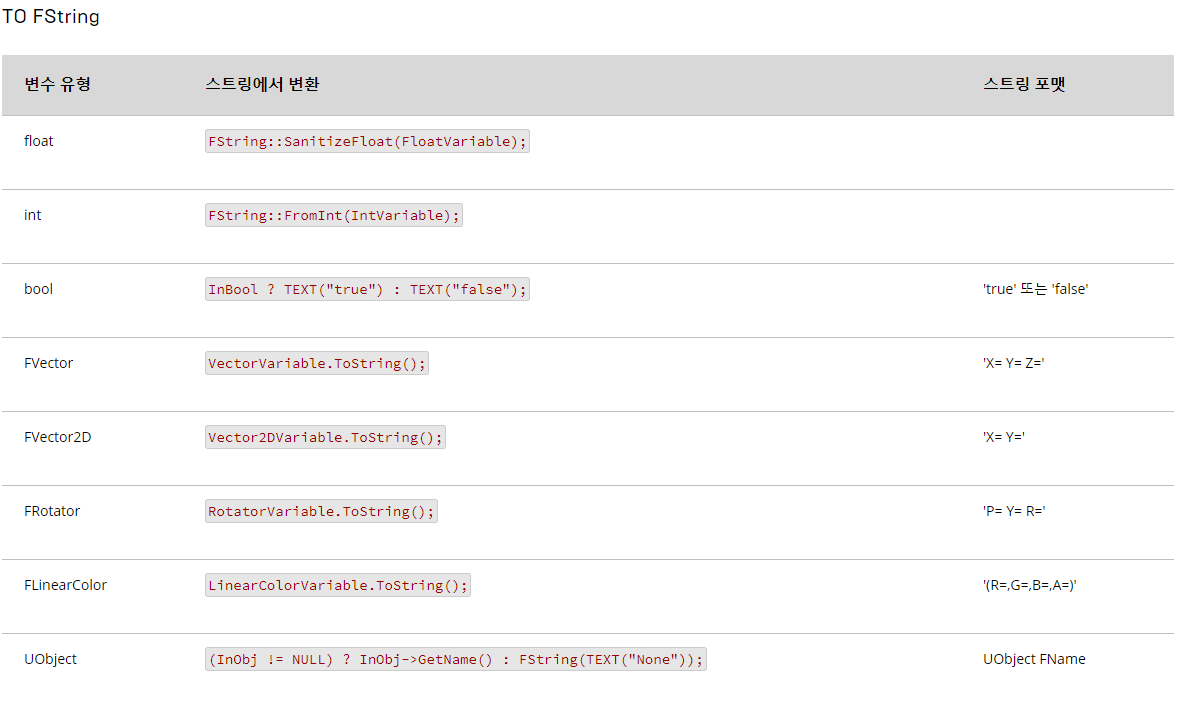 TO FString
변수 유형 스트링에서 변환 스트링 포맷
float FString::SanitizeFloat(FloatVariable);
int FString::FromInt(IntVariable);
bool InBool ? TEXT("true") : TEXT("false"); 'true' 또는 'false'
FVector VectorVariable.ToString(); 'X= Y= Z='
FVector2D Vector2DVariable.ToString(); 'X= Y='
FRotator RotatorVariable.ToString(); 'P= Y= R='
FLinearColor LinearColorVariable.ToString(); '(R=,G=,B=,A=)'
UObject (InObj != NULL) ? InObj->GetName() : FString(TEXT("None")); UObject FName